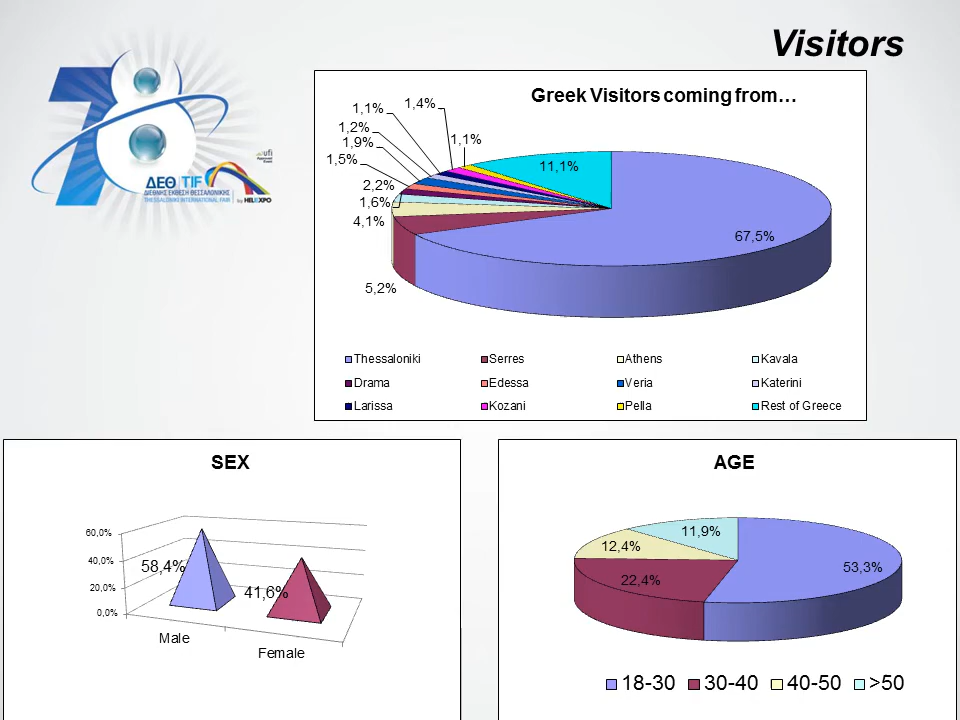 Visitors
78
ufi
Approved
Event
ΔΕΘ | TIF
ΔΙΕΘΝΗΣ ΕΚΘΕΣΗ ΘΕΣΣΑΛΟΝΙΚΗΣ
THESSALONIKI INTERNATIONAL FAIR
by HELEXPO
Greek Visitors coming from…
1,4%
1,1%
1,2%
1,9%
1,1%
1,5%
11,1%
2,2%
1,6%
4,1%
67,5%
5,2%
Thessaloniki Serres Athens Kavala
Drama Edessa Veria Katerini
Larissa Kozani Pella Rest of Greece
SEX
60,0%
40,0%
20,0%
0,0%
58,4%
41,6%
Male
Female
AGE
11,9%
12,4%
53,3%
22,4%
18-30 30-40 40-50 >50